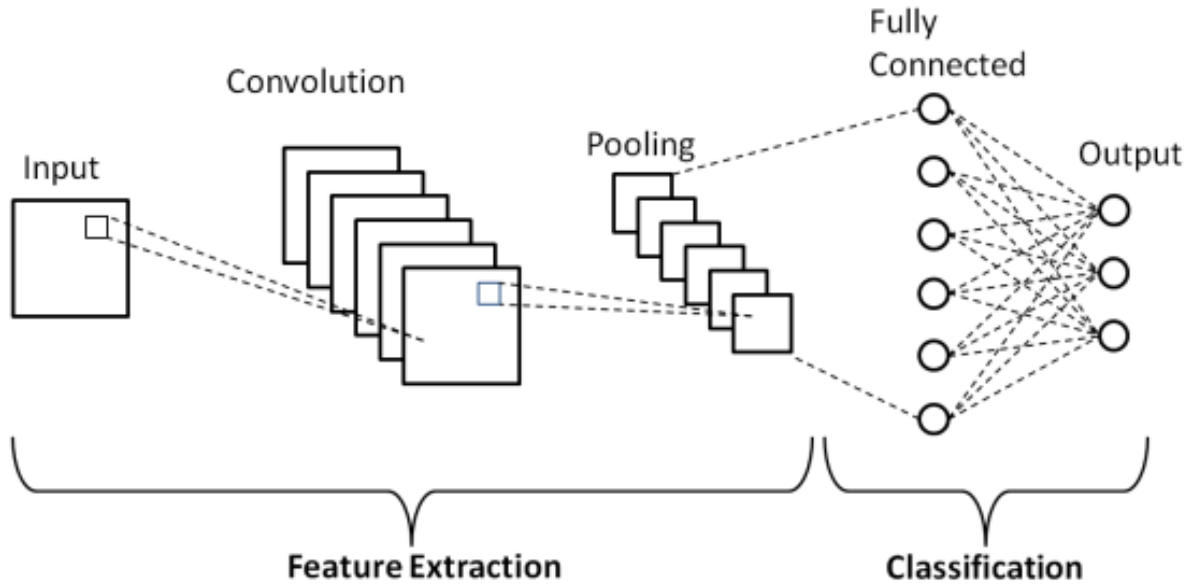 Fully
Connected
Convolution
Pooling
Output
Input
Feature Extraction
Classification